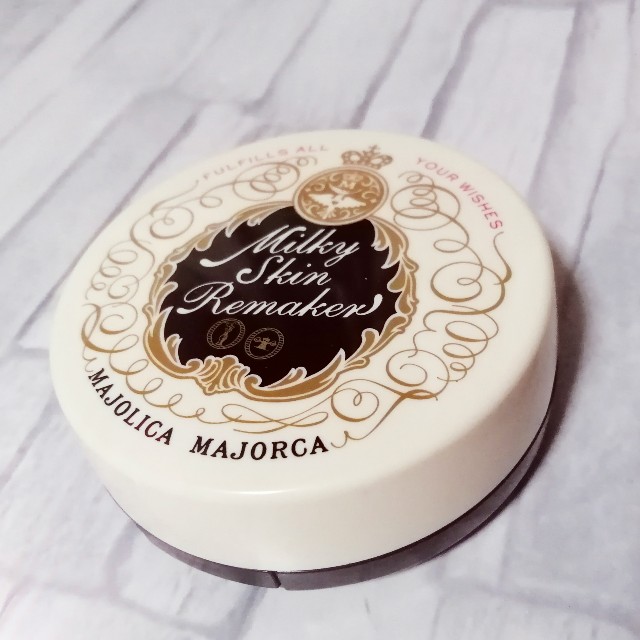 FULFILLS ALL YOUR WISHES
Milky
Skin
Remaker
MAJOLICA MAJORCA